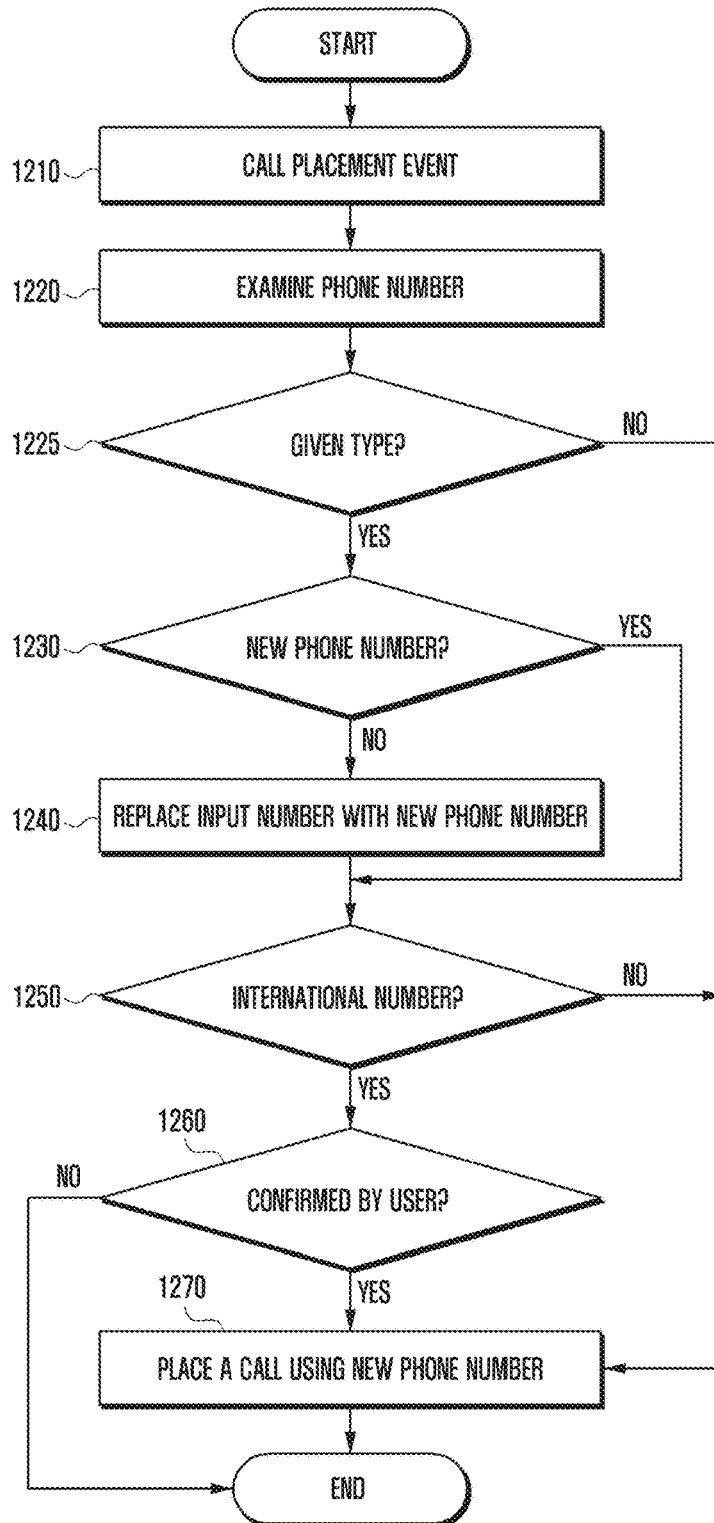 START
1210
CALL PLACEMENT EVENT
1220
EXAMINE PHONE NUMBER
1225
GIVEN TYPE?
NO
YES
1230
NEW PHONE NUMBER?
YES
NO
1240
REPLACE INPUT NUMBER WITH NEW PHONE NUMBER
1250
INTERNATIONAL NUMBER?
NO
YES
1260
NO
CONFIRMED BY USER?
YES
1270
PLACE A CALL USING NEW PHONE NUMBER
END